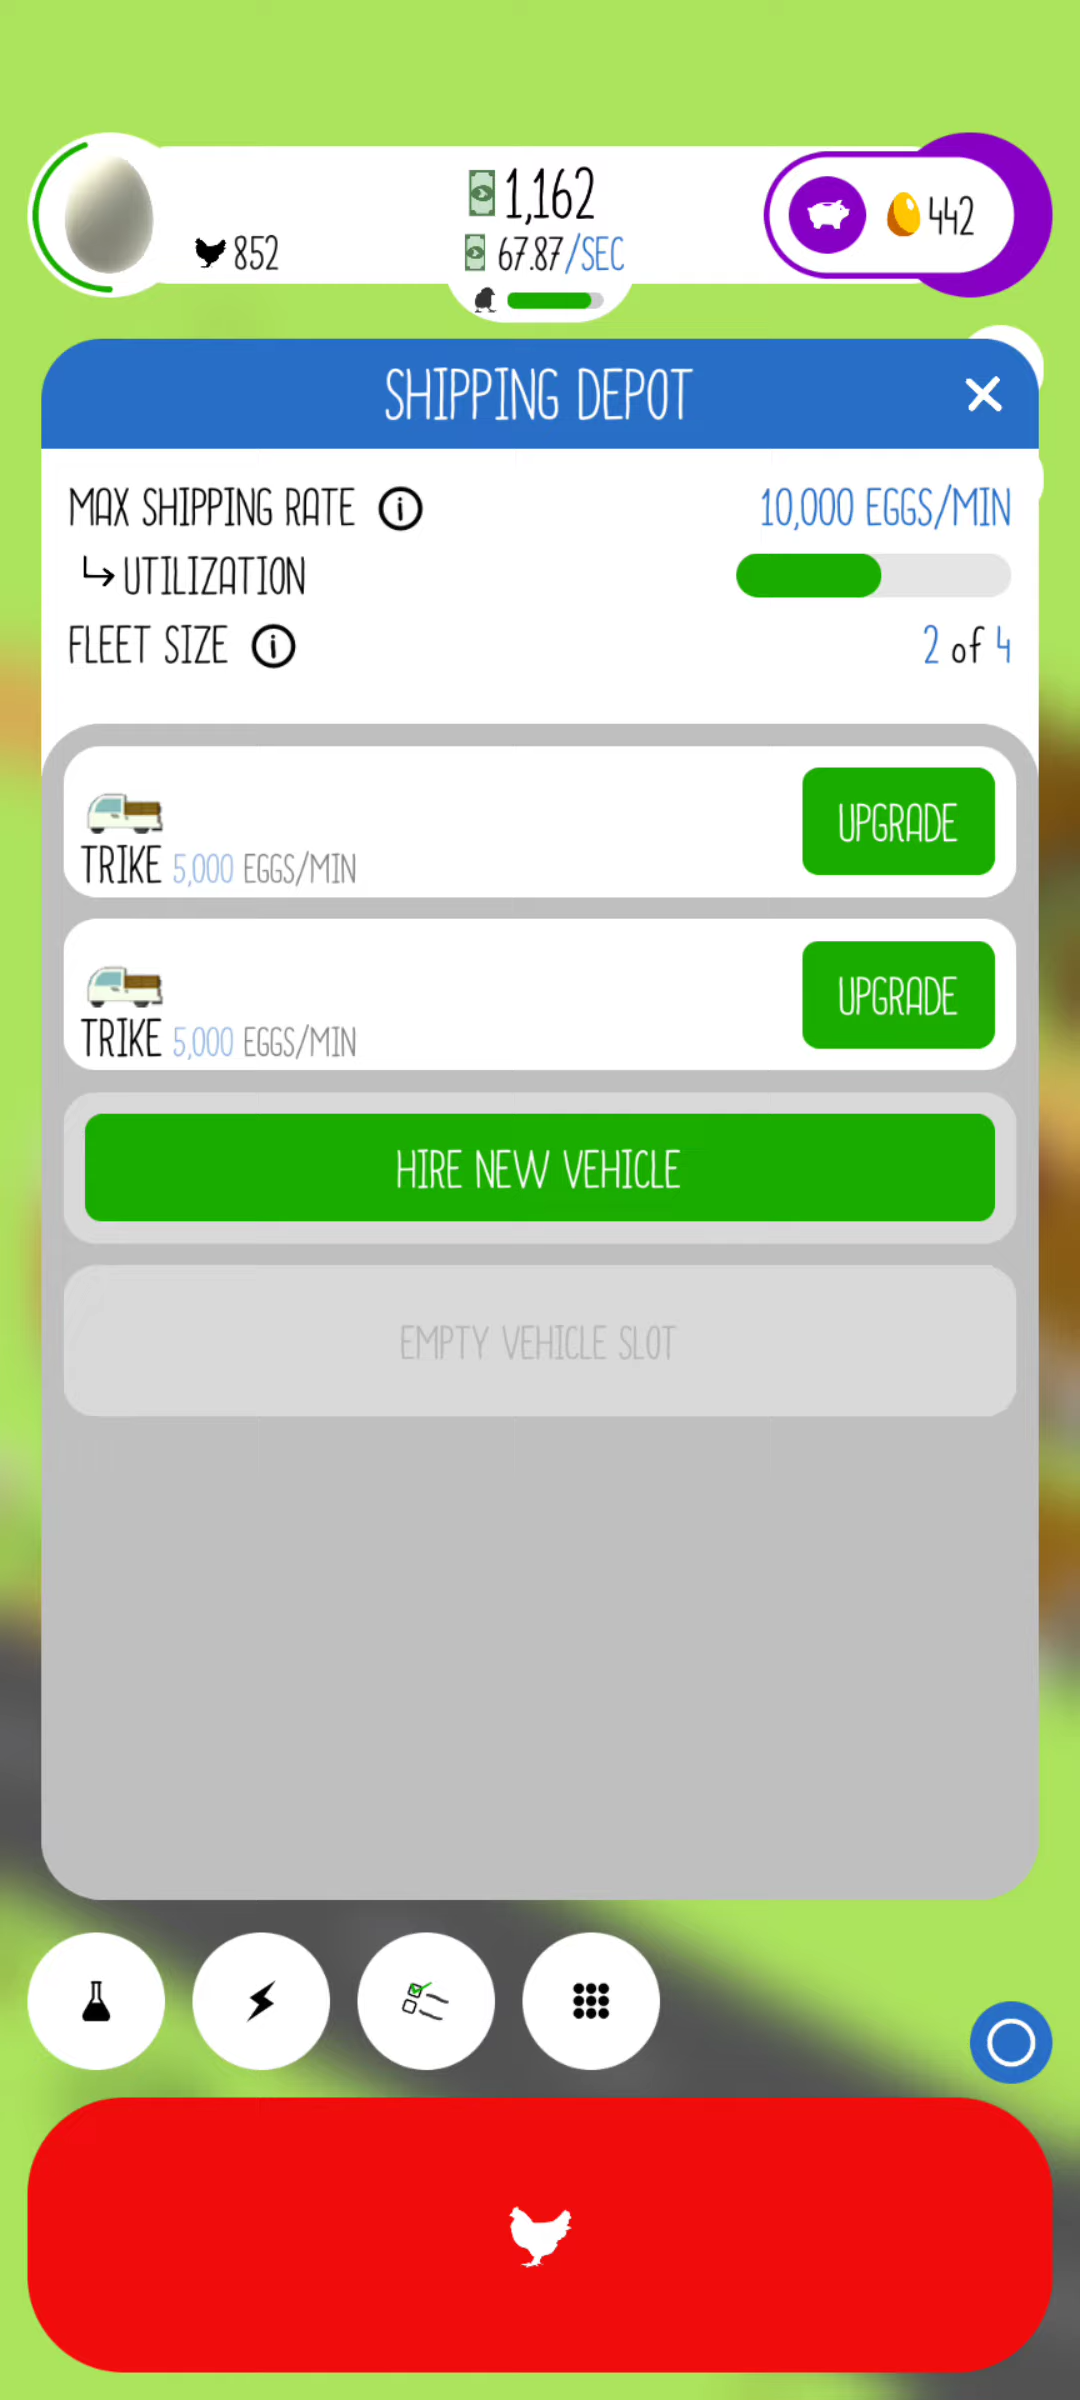 1,162
852
67.87/SEC
442
SHIPPING DEPOT
MAX SHIPPING RATE
10,000 EGGS/MIN
UTILIZATION
FLEET SIZE
2 of 4
TRIKE 5,000 EGGS/MIN
UPGRADE
TRIKE 5,000 EGGS/MIN
UPGRADE
HIRE NEW VEHICLE
EMPTY VEHICLE SLOT